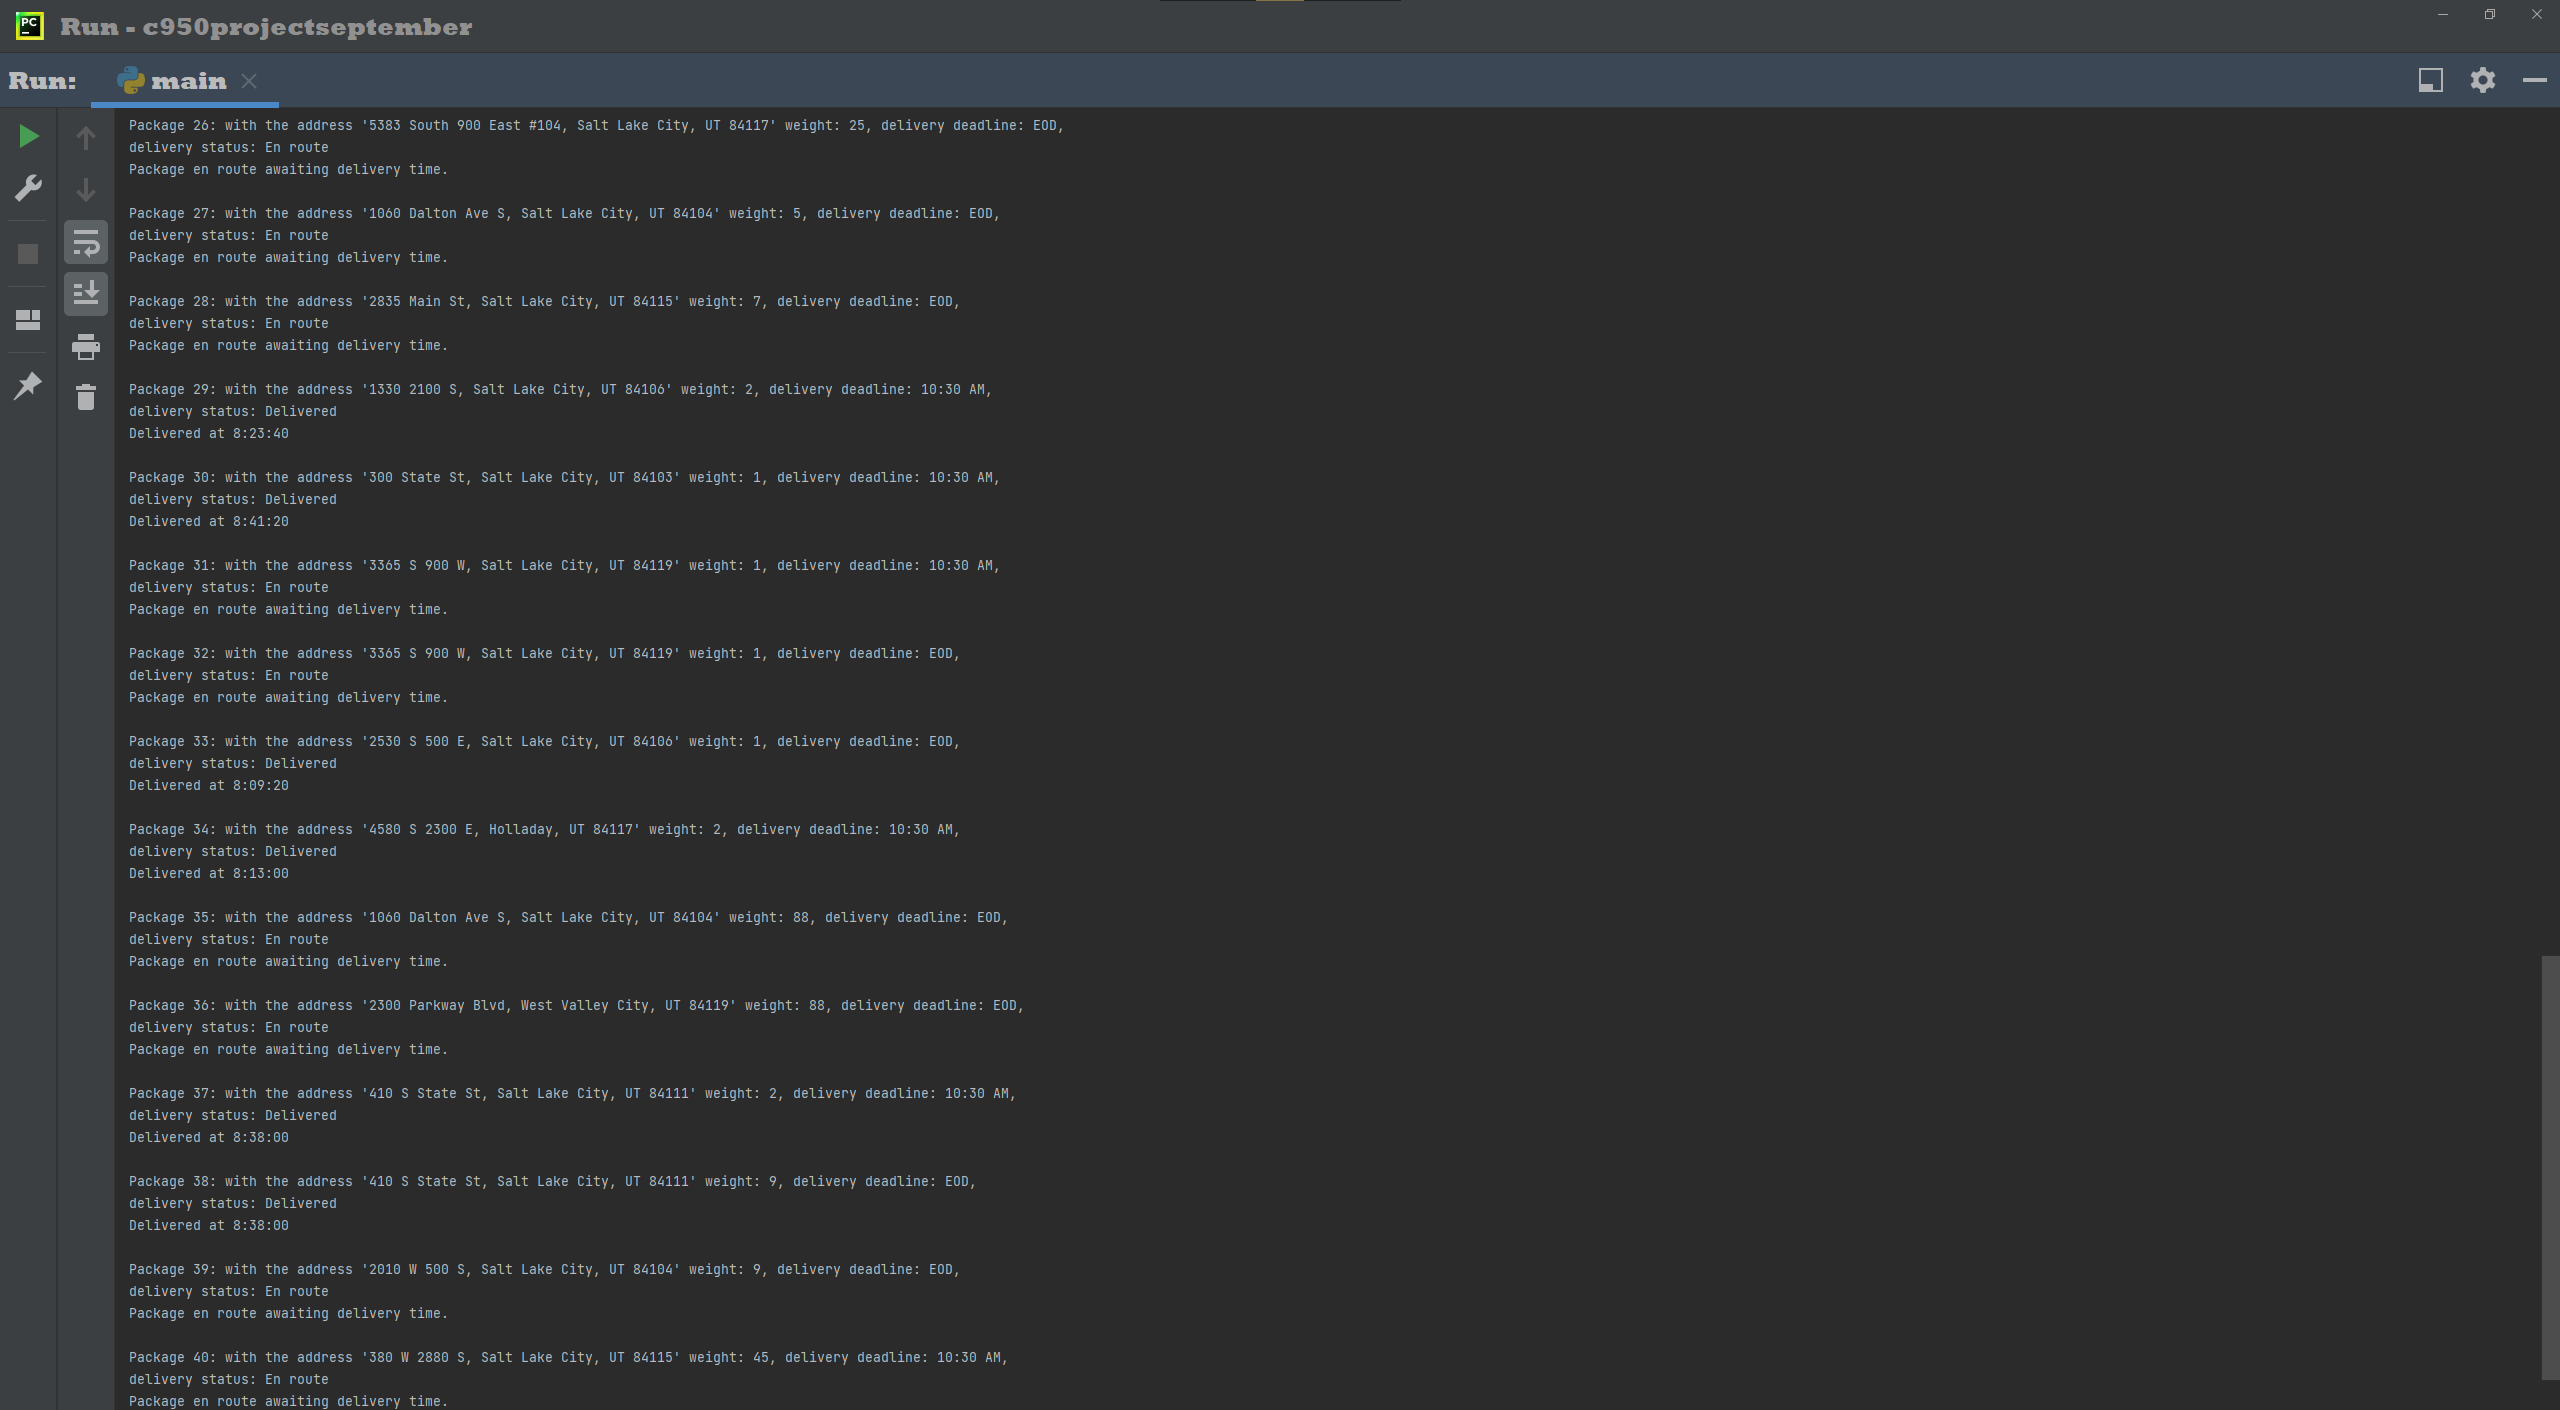 PC
Run - c950projectseptember
Run: main
Package 26: with the address '5383 South 900 East #104, Salt Lake City, UT 84117' weight: 25, delivery deadline: EOD,
delivery status: En route
Package en route awaiting delivery time.
Package 27: with the address '1060 Dalton Ave S, Salt Lake City, UT 84104' weight: 5, delivery deadline: EOD,
delivery status: En route
Package en route awaiting delivery time.
Package 28: with the address '2835 Main St, Salt Lake City, UT 84115' weight: 7, delivery deadline: EOD,
delivery status: En route
Package en route awaiting delivery time.
Package 29: with the address '1330 2100 S, Salt Lake City, UT 84106' weight: 2, delivery deadline: 10:30 AM,
delivery status: Delivered
Delivered at 8:23:40
Package 30: with the address '300 State St, Salt Lake City, UT 84103' weight: 1, delivery deadline: 10:30 AM,
delivery status: Delivered
Delivered at 8:41:20
Package 31: with the address '3365 S 900 W, Salt Lake City, UT 84119' weight: 1, delivery deadline: 10:30 AM,
delivery status: En route
Package en route awaiting delivery time.
Package 32: with the address '3365 S 900 W, Salt Lake City, UT 84119' weight: 1, delivery deadline: EOD,
delivery status: En route
Package en route awaiting delivery time.
Package 33: with the address '2530 S 500 E, Salt Lake City, UT 84106' weight: 1, delivery deadline: EOD,
delivery status: Delivered
Delivered at 8:09:20
Package 34: with the address '4580 S 2300 E, Holladay, UT 84117' weight: 2, delivery deadline: 10:30 AM,
delivery status: Delivered
Delivered at 8:13:00
Package 35: with the address '1060 Dalton Ave S, Salt Lake City, UT 84104' weight: 88, delivery deadline: EOD,
delivery status: En route
Package en route awaiting delivery time.
Package 36: with the address '2300 Parkway Blvd, West Valley City, UT 84119' weight: 88, delivery deadline: EOD,
delivery status: En route
Package en route awaiting delivery time.
Package 37: with the address '410 S State St, Salt Lake City, UT 84111' weight: 2, delivery deadline: 10:30 AM,
delivery status: Delivered
Delivered at 8:38:00
Package 38: with the address '410 S State St, Salt Lake City, UT 84111' weight: 9, delivery deadline: EOD,
delivery status: Delivered
Delivered at 8:38:00
Package 39: with the address '2010 W 500 S, Salt Lake City, UT 84104' weight: 9, delivery deadline: EOD,
delivery status: En route
Package en route awaiting delivery time.
Package 40: with the address '380 W 2880 S, Salt Lake City, UT 84115' weight: 45, delivery deadline: 10:30 AM,
delivery status: En route
Package en route awaiting delivery time.